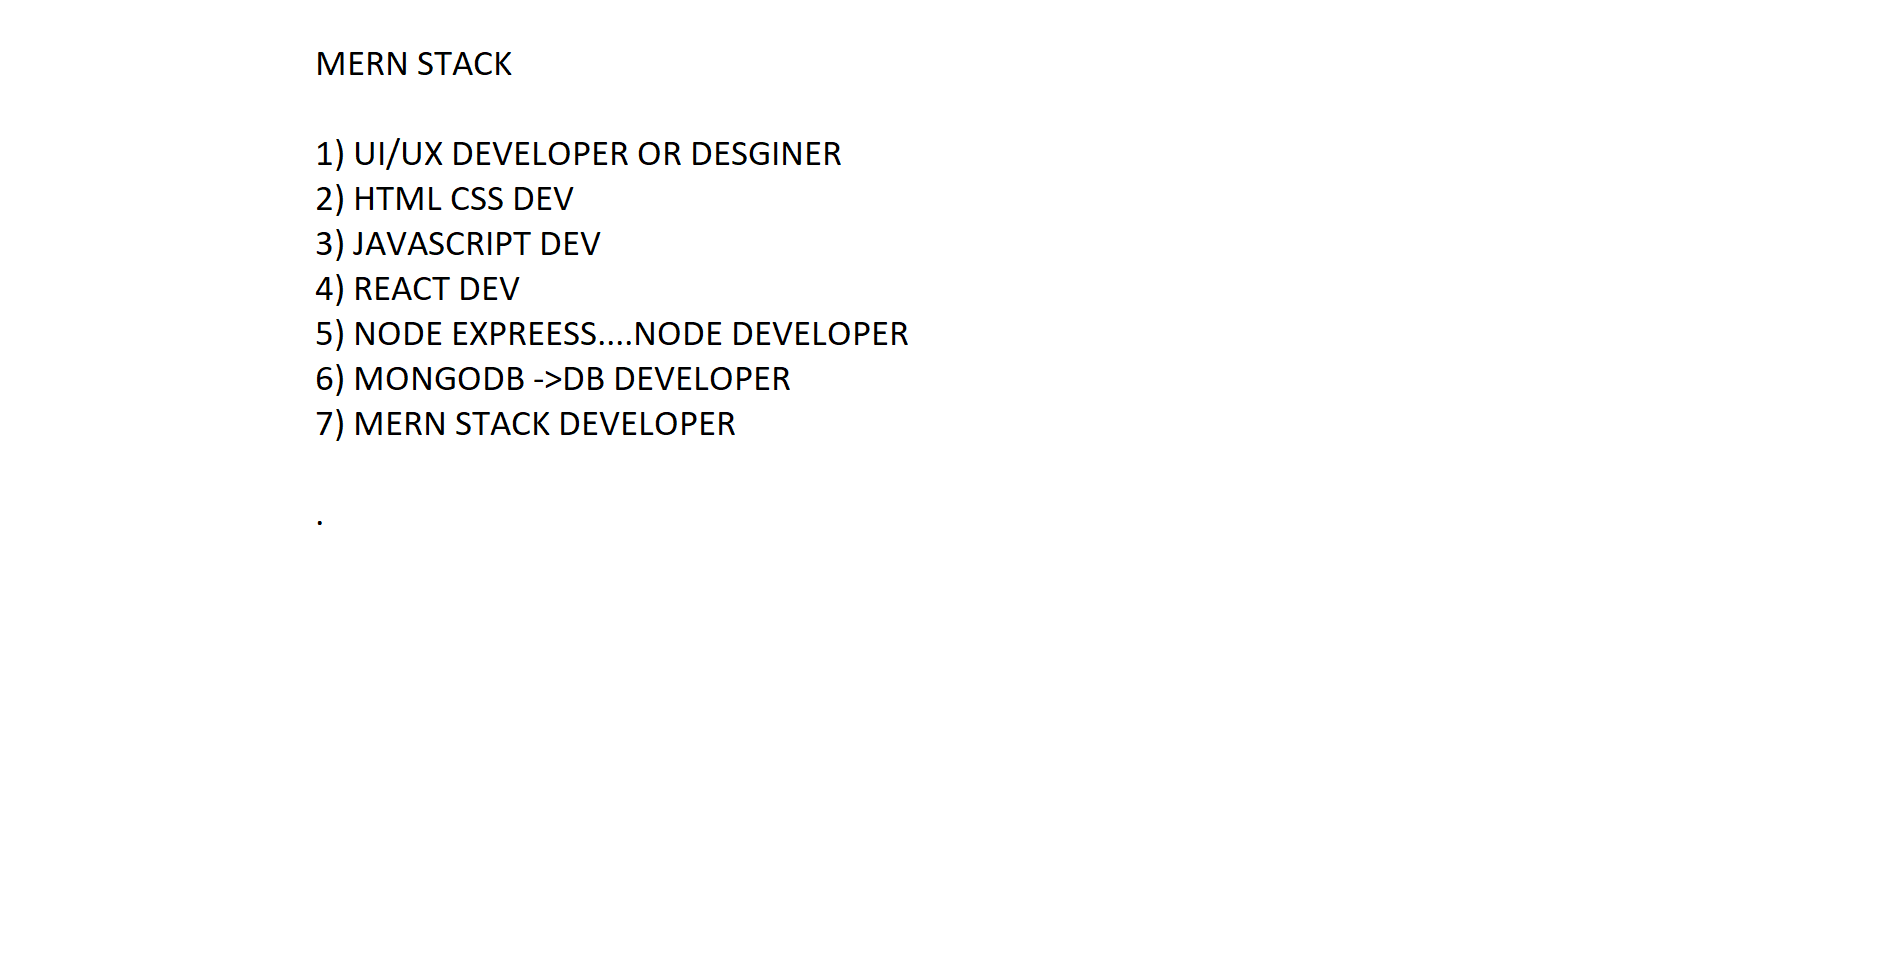 MERN STACK
1) UI/UX DEVELOPER OR DESGINER
2) HTML CSS DEV
3) JAVASCRIPT DEV
4) REACT DEV
5) NODE EXPREESS....NODE DEVELOPER
6) MONGODB ->DB DEVELOPER
7) MERN STACK DEVELOPER
.